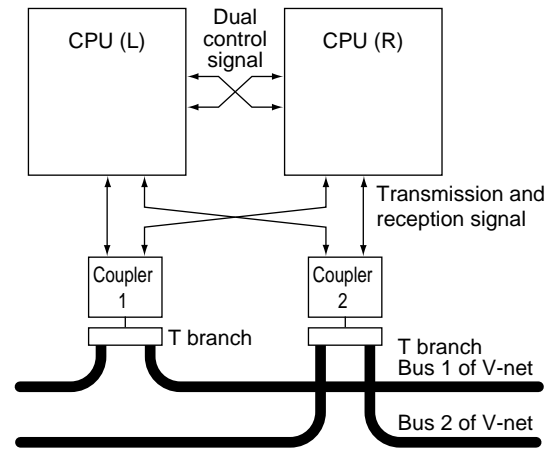 CPU (L)
Dual
control
signal
CPU (R)
Transmission and
reception signal
Coupler
1
Coupler
2
T branch
T branch
Bus 1 of V-net
Bus 2 of V-net